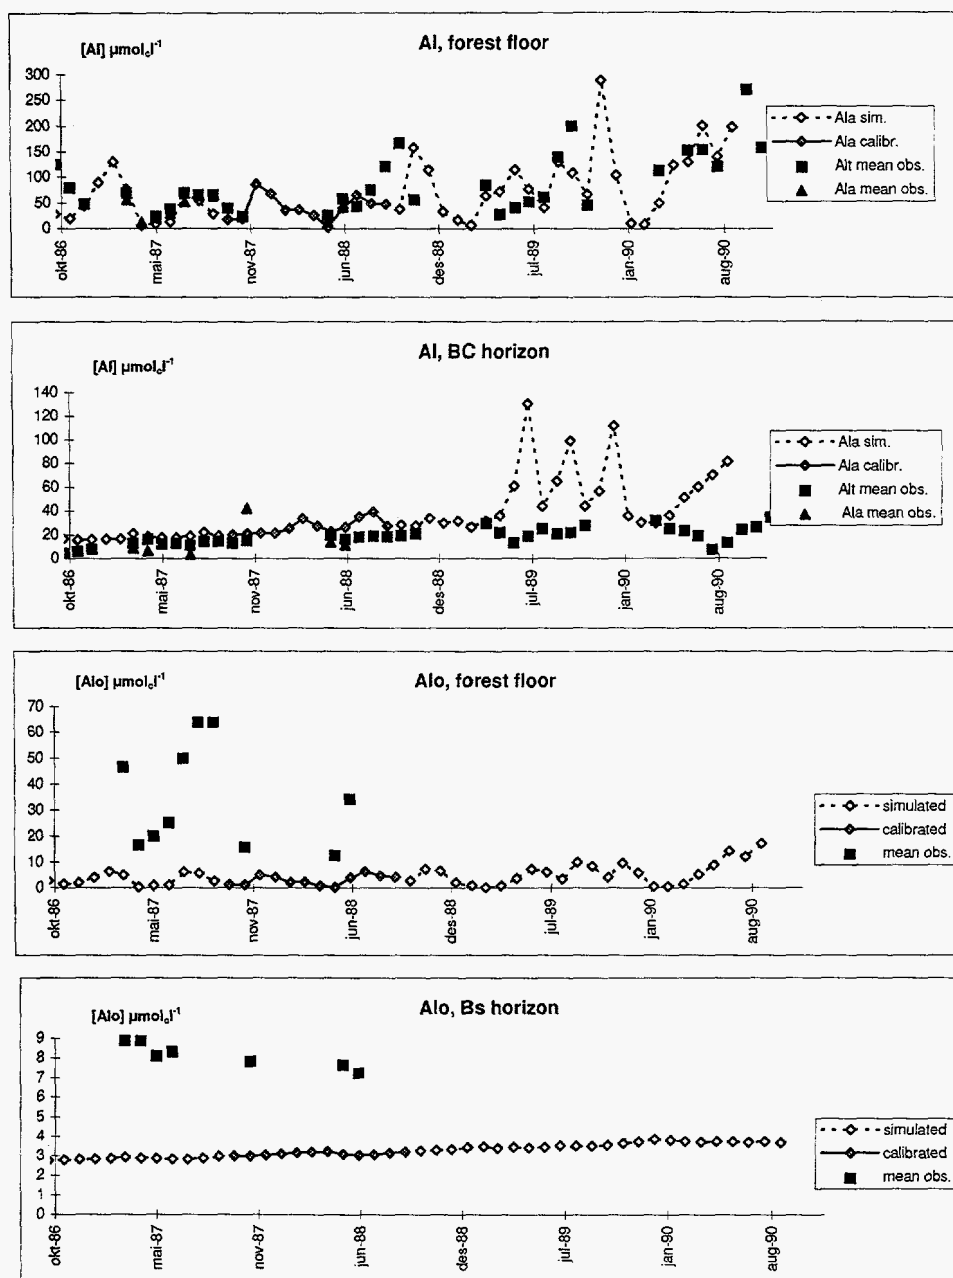 Al, forest floor
[Al] µmolcl-1
300
250
200
150
100
50
0
okt-86
mai-87
nov-87
jun-88
des-88
jul-89
jan-90
aug-90
Ala sim.
Ala calibr.
Alt mean obs.
Ala mean obs.
Al, BC horizon
[Al] µmolcl-1
140
120
100
80
60
40
20
0
okt-86
mai-87
nov-87
jun-88
des-88
jul-89
jan-90
aug-90
Ala sim.
Ala calibr.
Alt mean obs.
Ala mean obs.
Alo, forest floor
[Alo] µmolcl-1
70
60
50
40
30
20
10
0
okt-86
mai-87
nov-87
jun-88
des-88
jul-89
jan-90
aug-90
simulated
calibrated
mean obs.
Alo, Bs horizon
[Alo] µmolcl-1
9
8
7
6
5
4
3
2
1
0
okt-86
mai-87
nov-87
jun-88
des-88
jul-89
jan-90
aug-90
simulated
calibrated
mean obs.